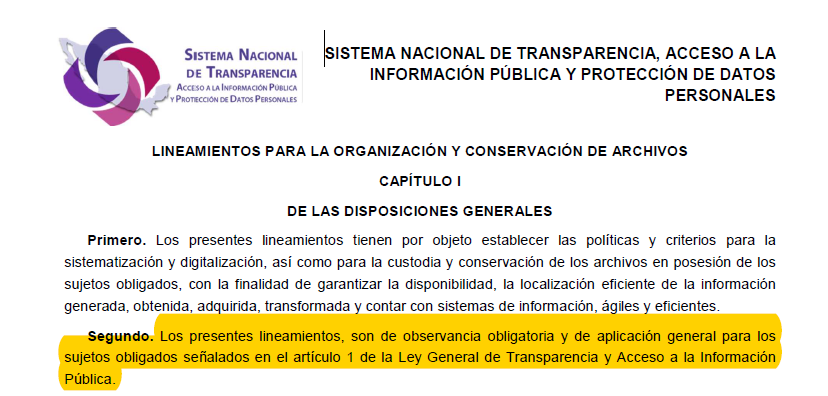 SISTEMA NACIONAL
DE TRANSPARENCIA
ACCESO A LA INFORMACIÓN PÚBLICA
Y PROTECCIÓN DE DATOS PERSONALES
SISTEMA NACIONAL DE TRANSPARENCIA, ACCESO A LA
INFORMACIÓN PÚBLICA Y PROTECCIÓN DE DATOS
PERSONALES
LINEAMIENTOS PARA LA ORGANIZACIÓN Y CONSERVACIÓN DE ARCHIVOS
CAPÍTULO I
DE LAS DISPOSICIONES GENERALES
Primero. Los presentes lineamientos tienen por objeto establecer las políticas y criterios para la
sistematización y digitalización, así como para la custodia y conservación de los archivos en posesión de los
sujetos obligados, con la finalidad de garantizar la disponibilidad, la localización eficiente de la información
generada, obtenida, adquirida, transformada y contar con sistemas de información, ágiles y eficientes.
Segundo. Los presentes lineamientos, son de observancia obligatoria y de aplicación general para los
sujetos obligados señalados en el artículo 1 de la Ley General de Transparencia y Acceso a la Información
Pública.